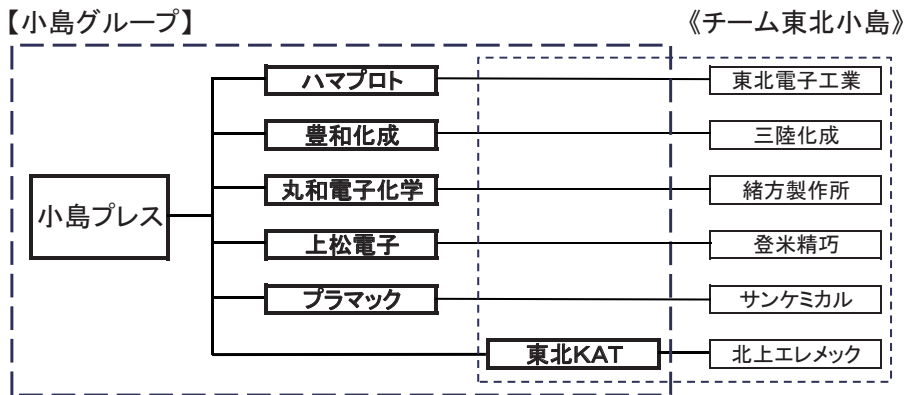 【小島グループ】
《チーム東北小島》
ハマプロト
東北電子工業
豊和化成
三陸化成
丸和電子化学
緒方製作所
小島プレス
上松電子
登米精巧
プラマック
サンケミカル
東北KAT
北上エレメック